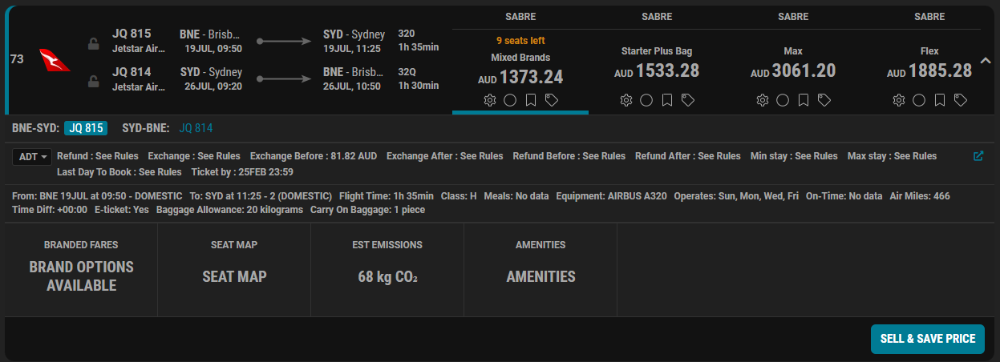 SABRE SABRE SABRE SABRE
73
JQ 815 BNE - Brisb... SYD - Sydney 320
Jetstar Air... 19JUL, 09:50 19JUL, 11:25 1h 35min
JQ 814 SYD - Sydney BNE - Brisb... 32Q
Jetstar Air... 26JUL, 09:20 26JUL, 10:50 1h 30min
9 seats left
Mixed Brands Starter Plus Bag Max Flex
AUD 1373.24 AUD 1533.28 AUD 3061.20 AUD 1885.28
BNE-SYD: JQ 815 SYD-BNE: JQ 814
ADT Refund : See Rules Exchange : See Rules Exchange Before : 81.82 AUD Exchange After : See Rules Refund Before : See Rules Refund After : See Rules Min stay : See Rules Max stay : See Rules
Last Day To Book : See Rules Ticket by : 25FEB 23:59
From: BNE 19JUL at 09:50 - DOMESTIC To: SYD at 11:25 - 2 (DOMESTIC) Flight Time: 1h 35min Class: H Meals: No data Equipment: AIRBUS A320 Operates: Sun, Mon, Wed, Fri On-Time: No data Air Miles: 466
Time Diff: +00:00 E-ticket: Yes Baggage Allowance: 20 kilograms Carry On Baggage: 1 piece
BRANDED FARES SEAT MAP EST EMISSIONS AMENITIES
BRAND OPTIONS
AVAILABLE
SEAT MAP 68 kg CO₂ AMENITIES
SELL & SAVE PRICE